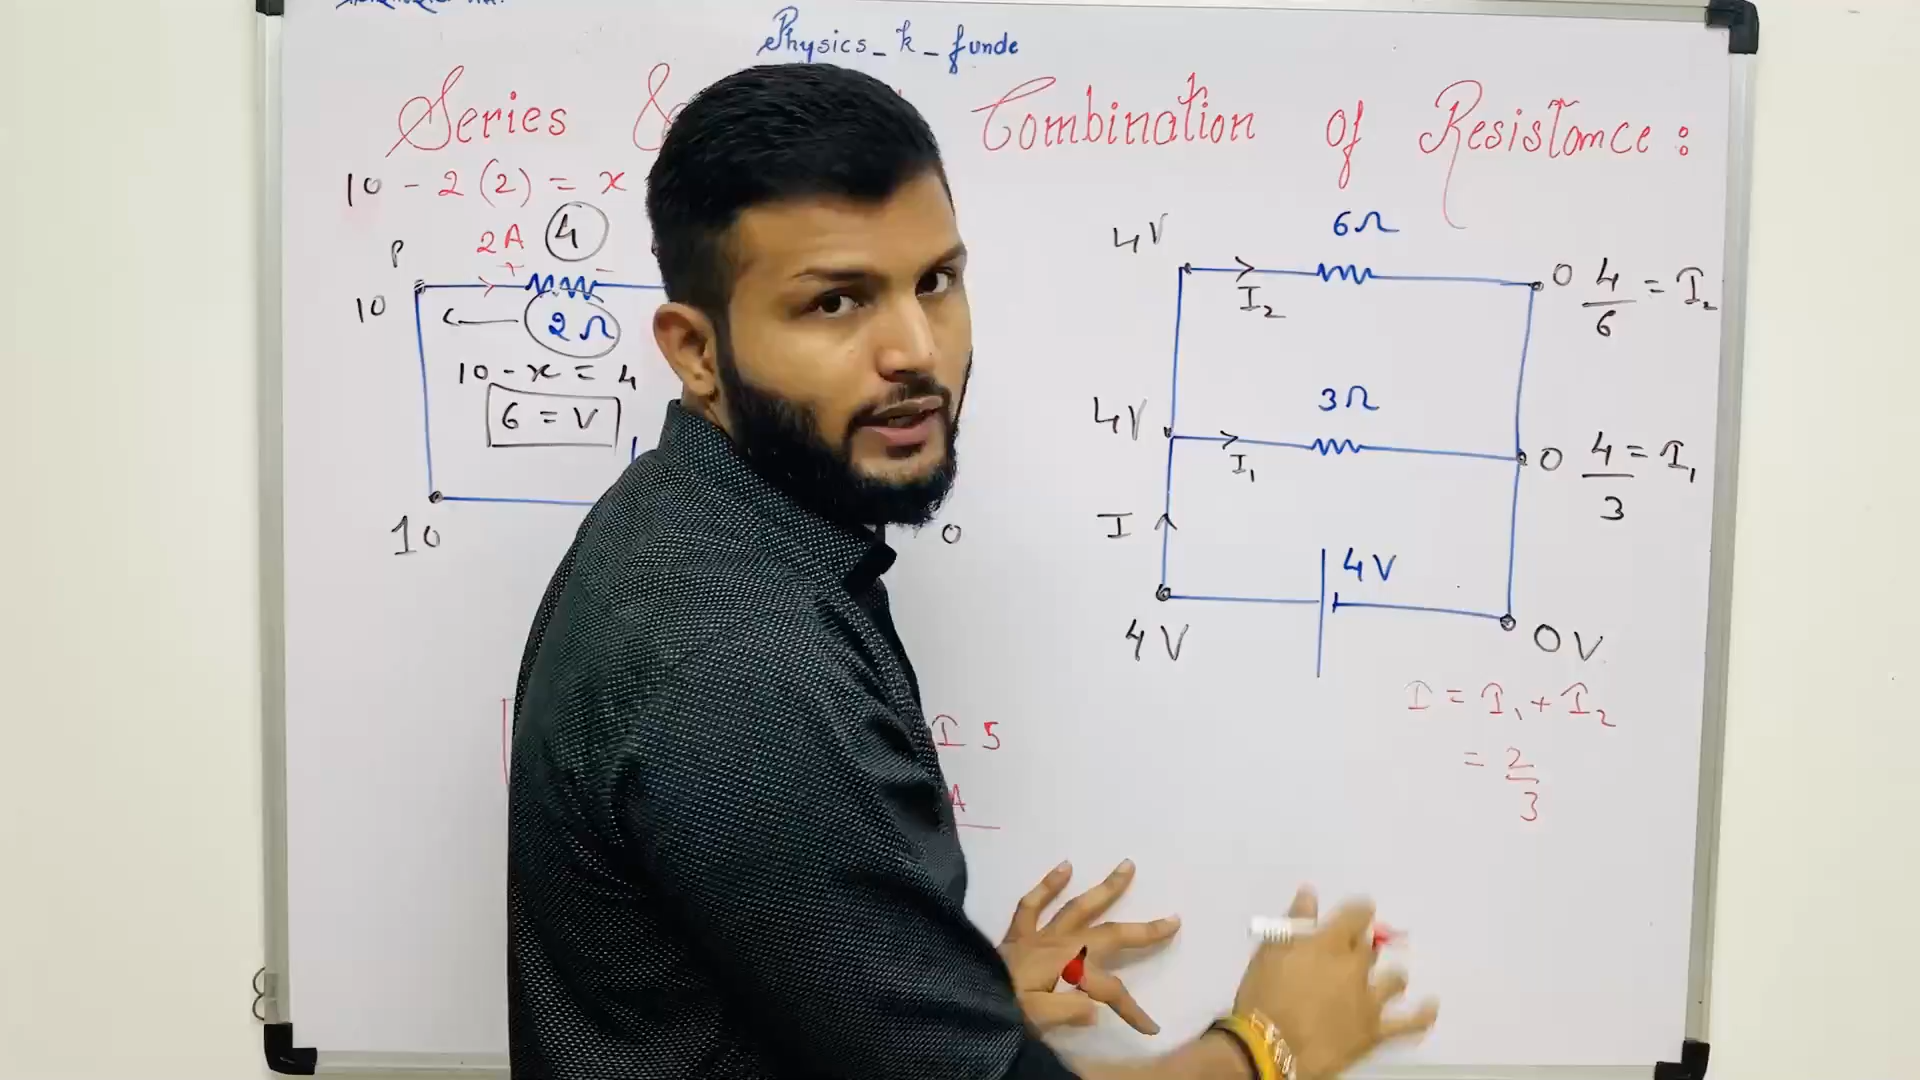 Physics_k_funde
Series & Combination of Resistance:
10 - 2(2) = x
P 2A 4
+ -
10
2Ω
10 - x = 4
6 = V
10
0
I 5
A
4V 6Ω
I₂ 0 4/6 = I₂
4V 3Ω
I₁ 0 4/3 = I₁
I
4V
4V 0V
I = I₁ + I₂
= 2/3